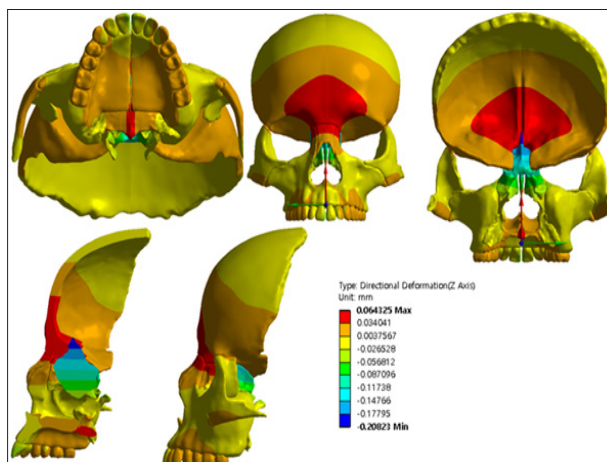 Type: Directional Deformation(Z Axis)
Unit: mm
0.064325 Max
0.034041
0.0037567
-0.026528
-0.056812
-0.087096
-0.11738
-0.14766
-0.17795
-0.20823 Min